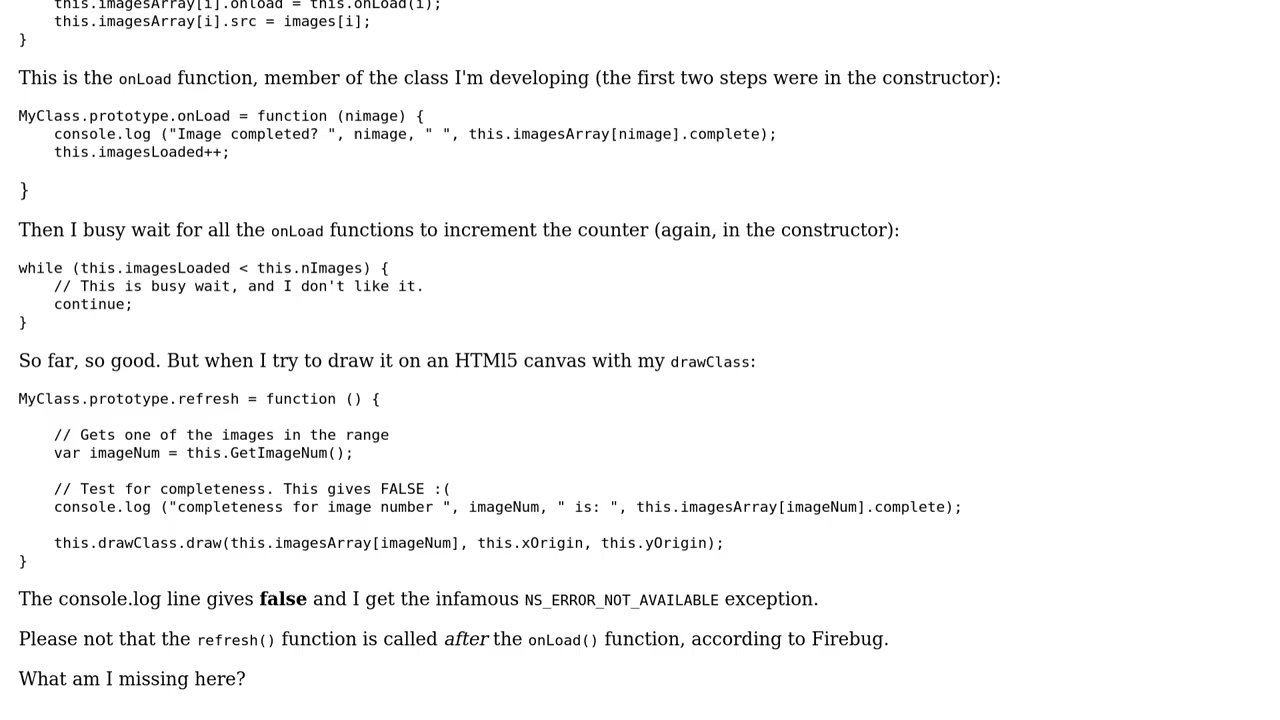 this.imagesArray[i].onload = this.onLoad(i);
this.imagesArray[i].src = images[i];
}
This is the onLoad function, member of the class I'm developing (the first two steps were in the constructor):
MyClass.prototype.onLoad = function (nimage) {
console.log ("Image completed? ", nimage, " ", this.imagesArray[nimage].complete);
this.imagesLoaded++;
}
Then I busy wait for all the onLoad functions to increment the counter (again, in the constructor):
while (this.imagesLoaded < this.nImages) {
// This is busy wait, and I don't like it.
continue;
}
So far, so good. But when I try to draw it on an HTMl5 canvas with my drawClass:
MyClass.prototype.refresh = function () {
// Gets one of the images in the range
var imageNum = this.GetImageNum();
// Test for completeness. This gives FALSE :(
console.log ("completeness for image number ", imageNum, " is: ", this.imagesArray[imageNum].complete);
this.drawClass.draw(this.imagesArray[imageNum], this.xOrigin, this.yOrigin);
}
The console.log line gives false and I get the infamous NS_ERROR_NOT_AVAILABLE exception.
Please not that the refresh() function is called after the onLoad() function, according to Firebug.
What am I missing here?